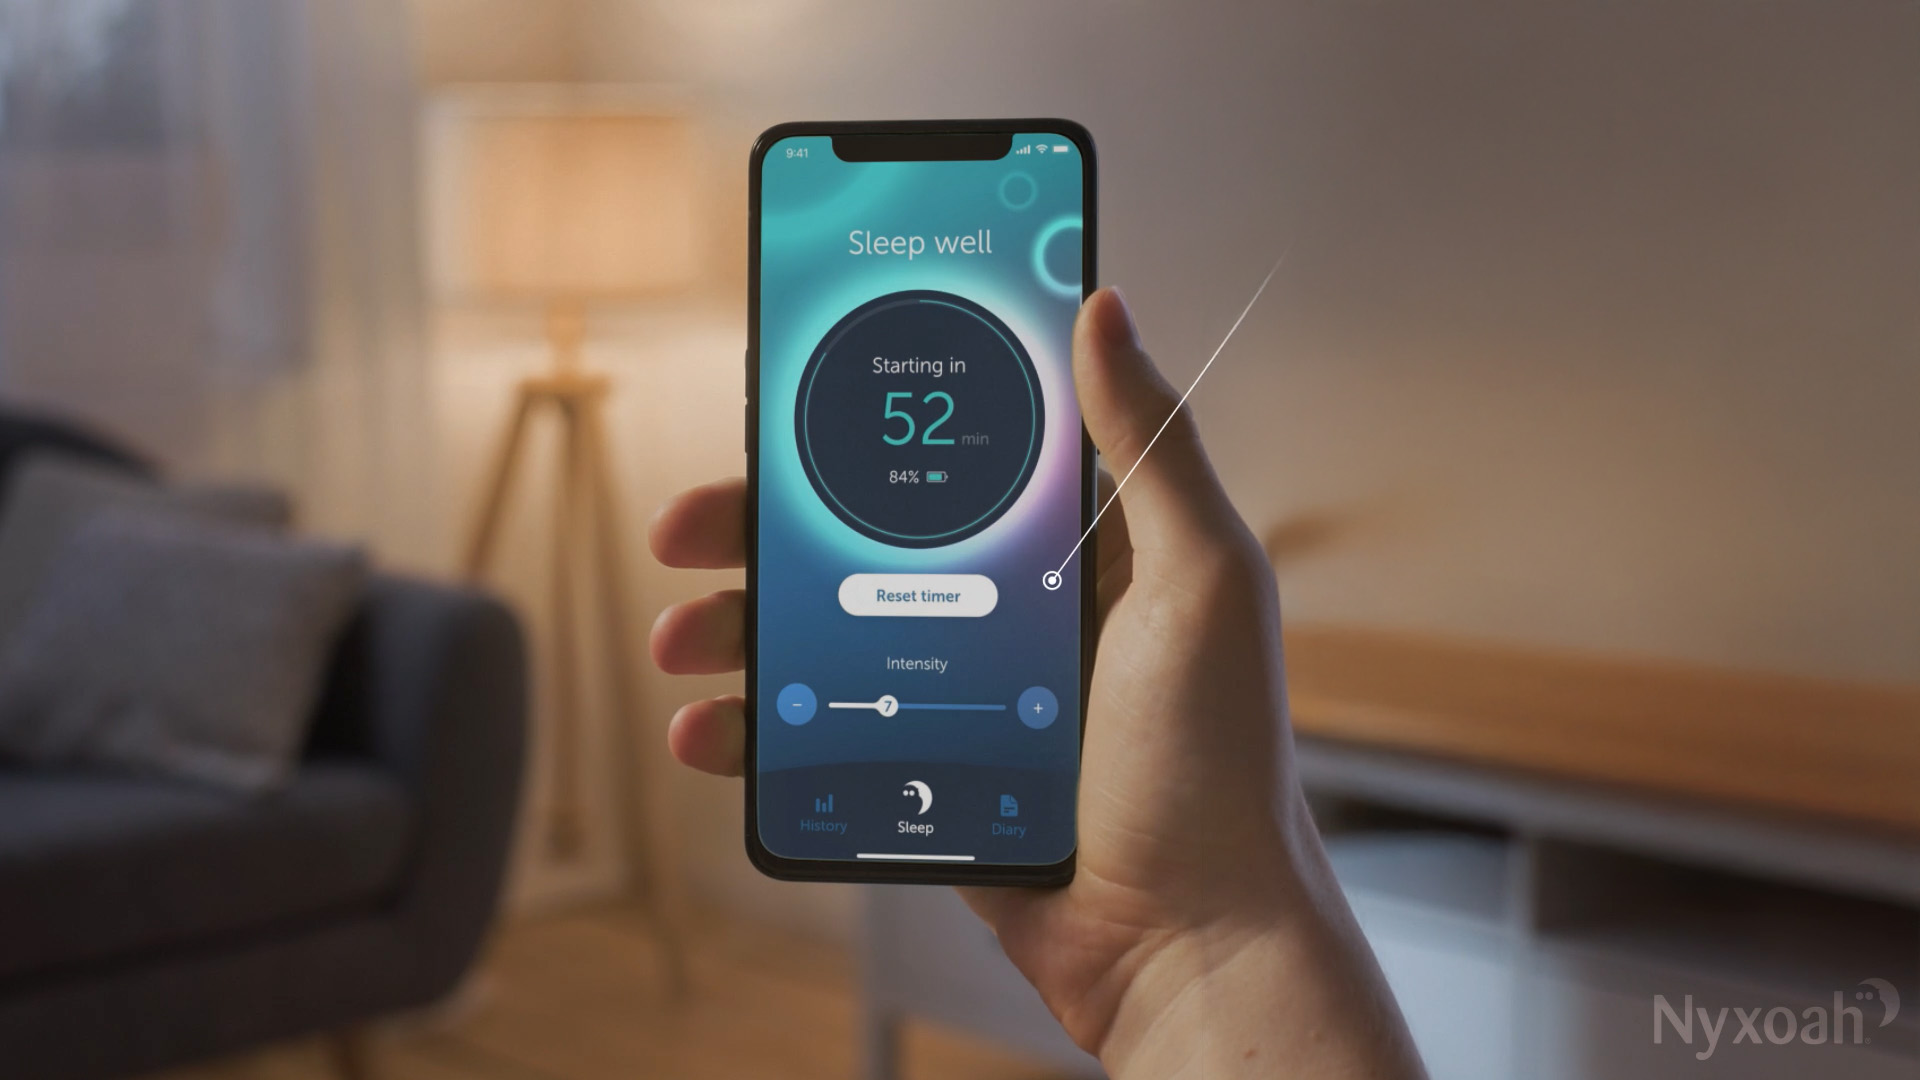 9:41
Sleep well
Starting in
52 min
84%
Reset timer
Intensity
− 7 +
History Sleep Diary
Nyxoah